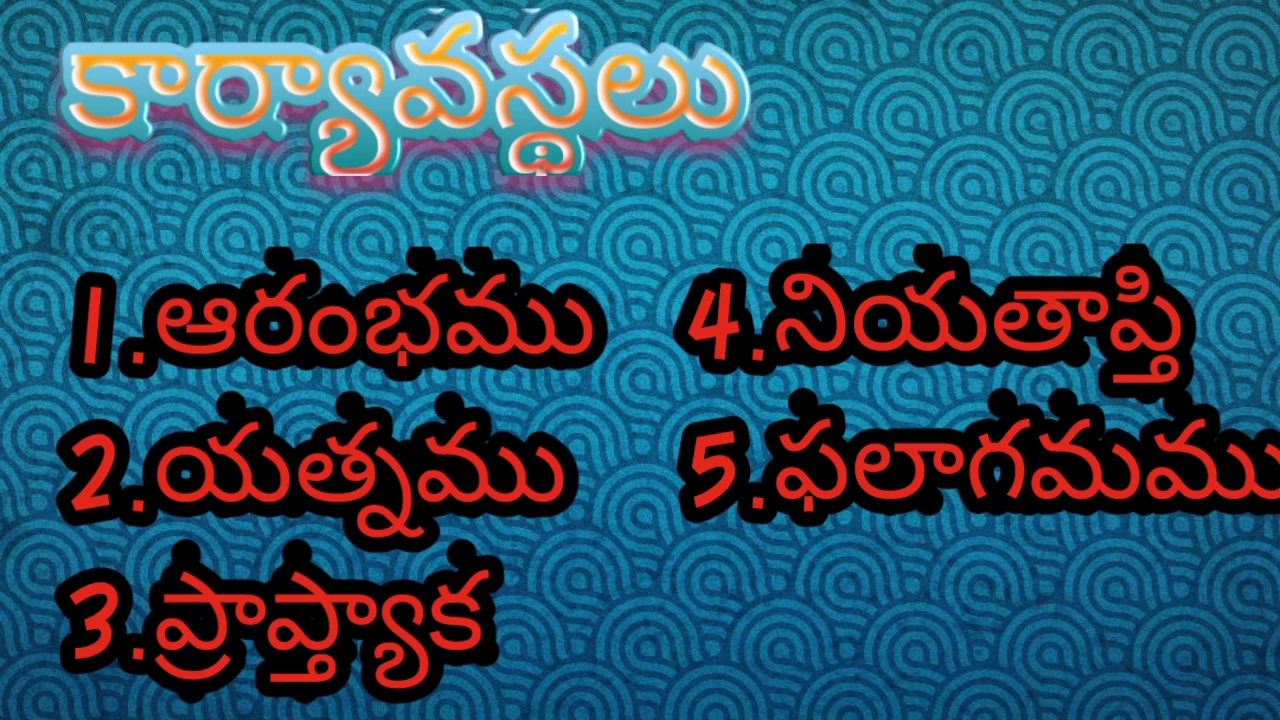 కార్యావస్థలు
1.ఆరంభము
2.యత్నము
3.ప్రాప్త్యాక
4.నియతాప్తి
5.ఫలాగమము